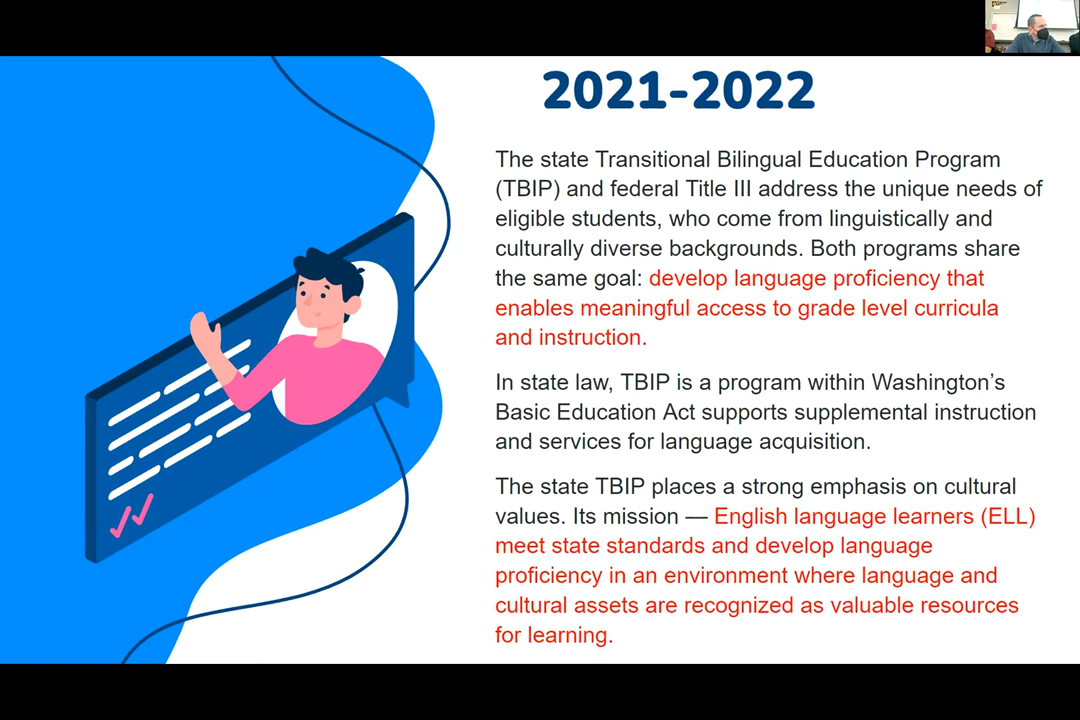 2021-2022
The state Transitional Bilingual Education Program
(TBIP) and federal Title III address the unique needs of
eligible students, who come from linguistically and
culturally diverse backgrounds. Both programs share
the same goal: develop language proficiency that
enables meaningful access to grade level curricula
and instruction.
In state law, TBIP is a program within Washington’s
Basic Education Act supports supplemental instruction
and services for language acquisition.
The state TBIP places a strong emphasis on cultural
values. Its mission — English language learners (ELL)
meet state standards and develop language
proficiency in an environment where language and
cultural assets are recognized as valuable resources
for learning.